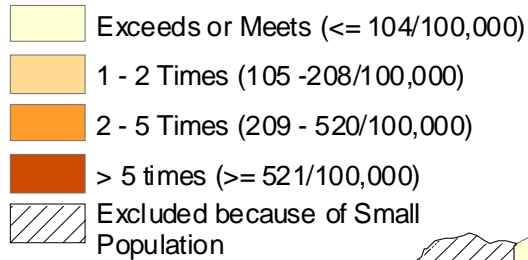 Exceeds or Meets (<= 104/100,000)
1 - 2 Times (105 -208/100,000)
2 - 5 Times (209 - 520/100,000)
> 5 times (>= 521/100,000)
Excluded because of Small
Population